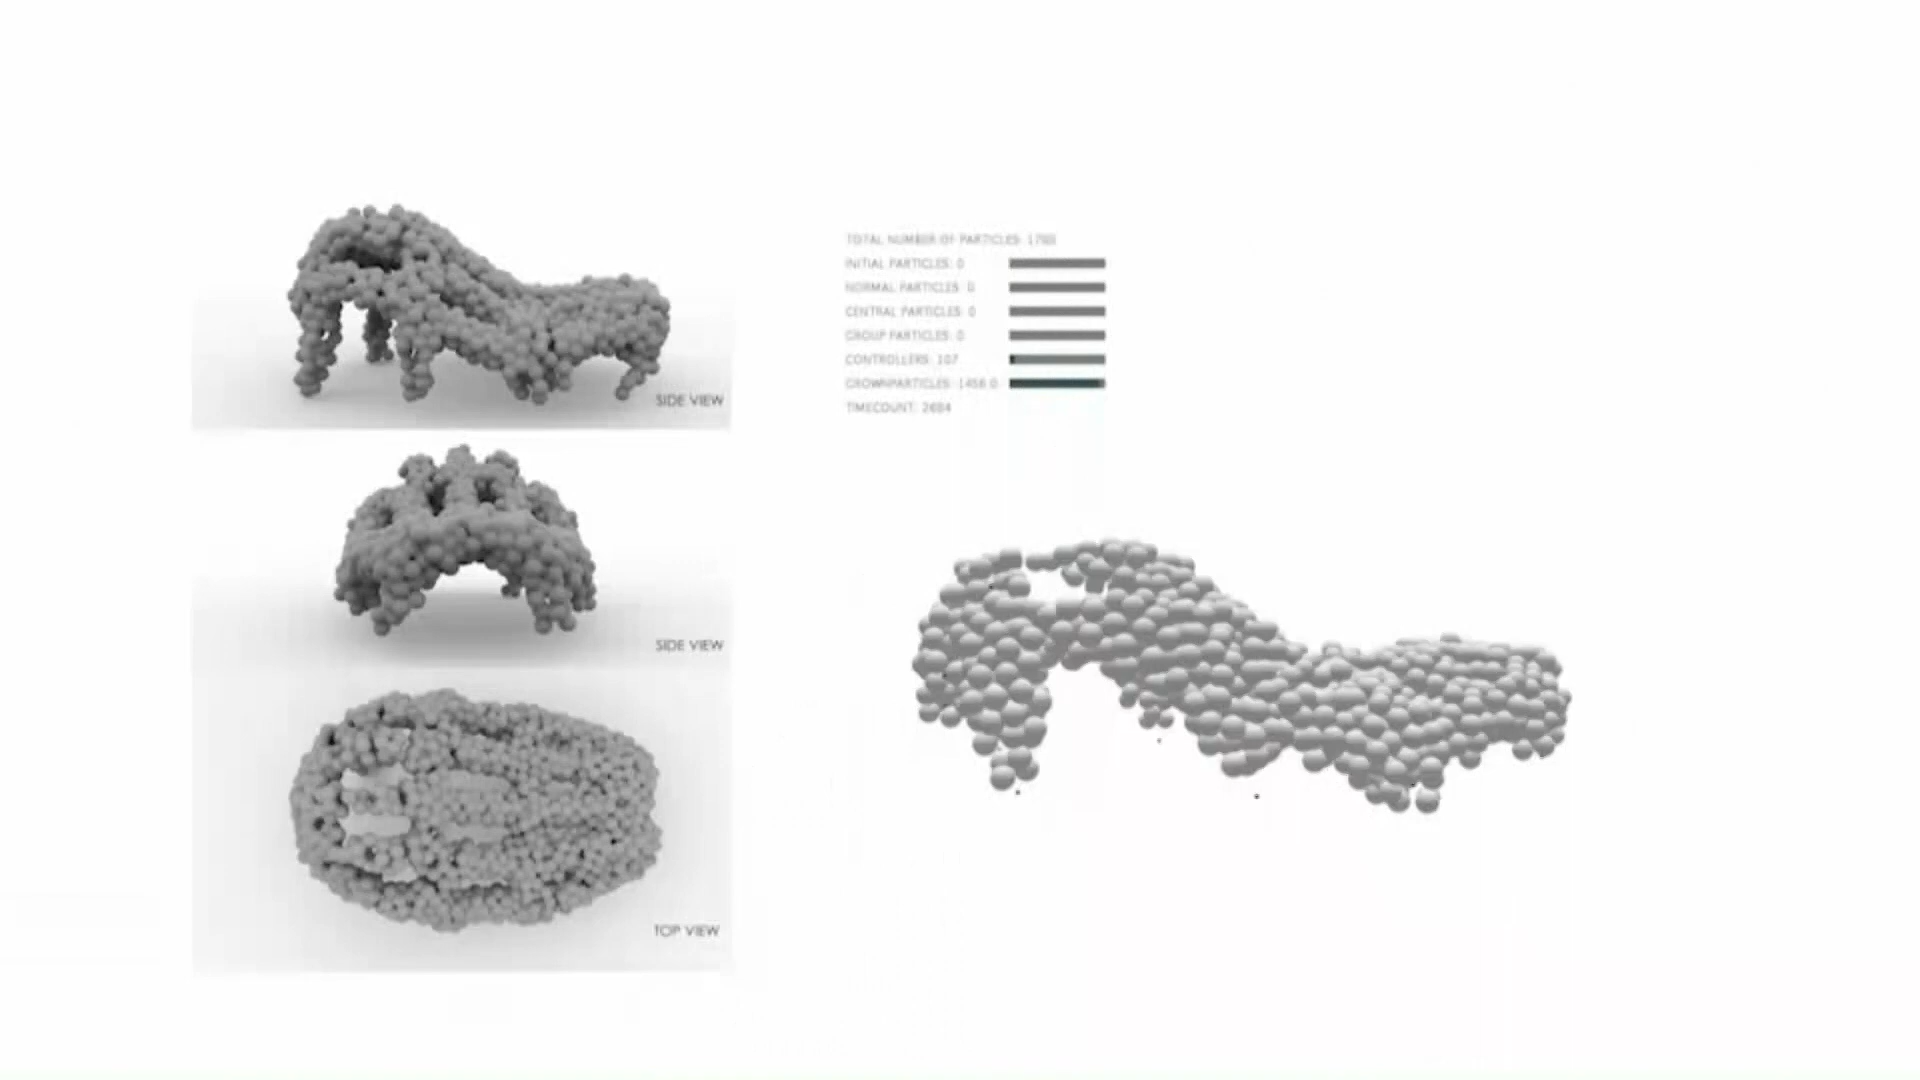 SIDE VIEW
SIDE VIEW
TOP VIEW
TOTAL NUMBER OF PARTICLES:
INITIAL PARTICLES: 0
NORMAL PARTICLES: 0
CENTRAL PARTICLES: 0
GROUP PARTICLES: 0
CONTROLLERS: 107
GROWNPARTICLES:
TIMECOUNT: 2684